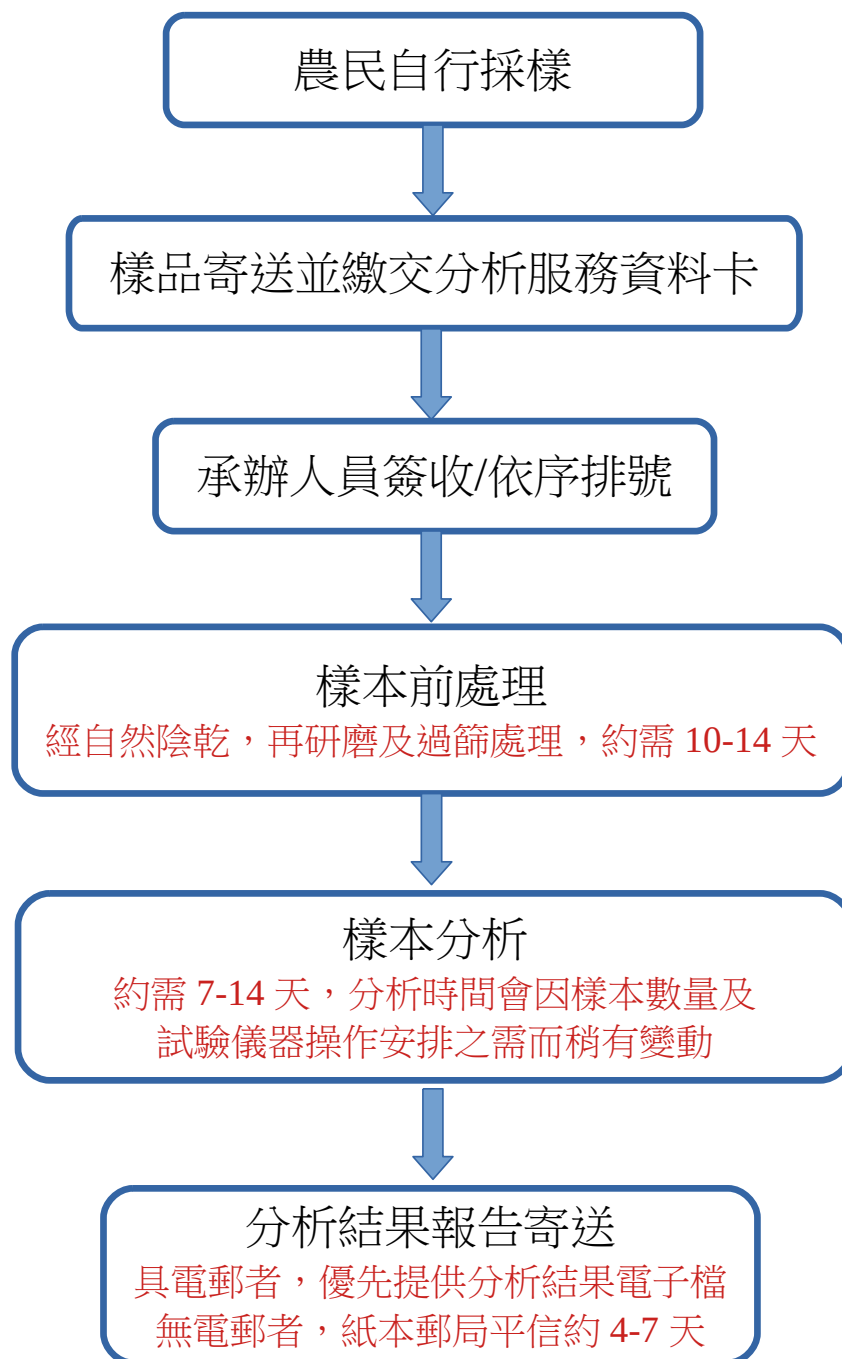 農民自行採樣
樣品寄送並繳交分析服務資料卡
承辦人員簽收/依序排號
樣本前處理
經自然陰乾，再研磨及過篩處理，約需 10-14 天
樣本分析
約需 7-14 天，分析時間會因樣本數量及
試驗儀器操作安排之需而稍有變動
分析結果報告寄送
具電郵者，優先提供分析結果電子檔
無電郵者，紙本郵局平信約 4-7 天